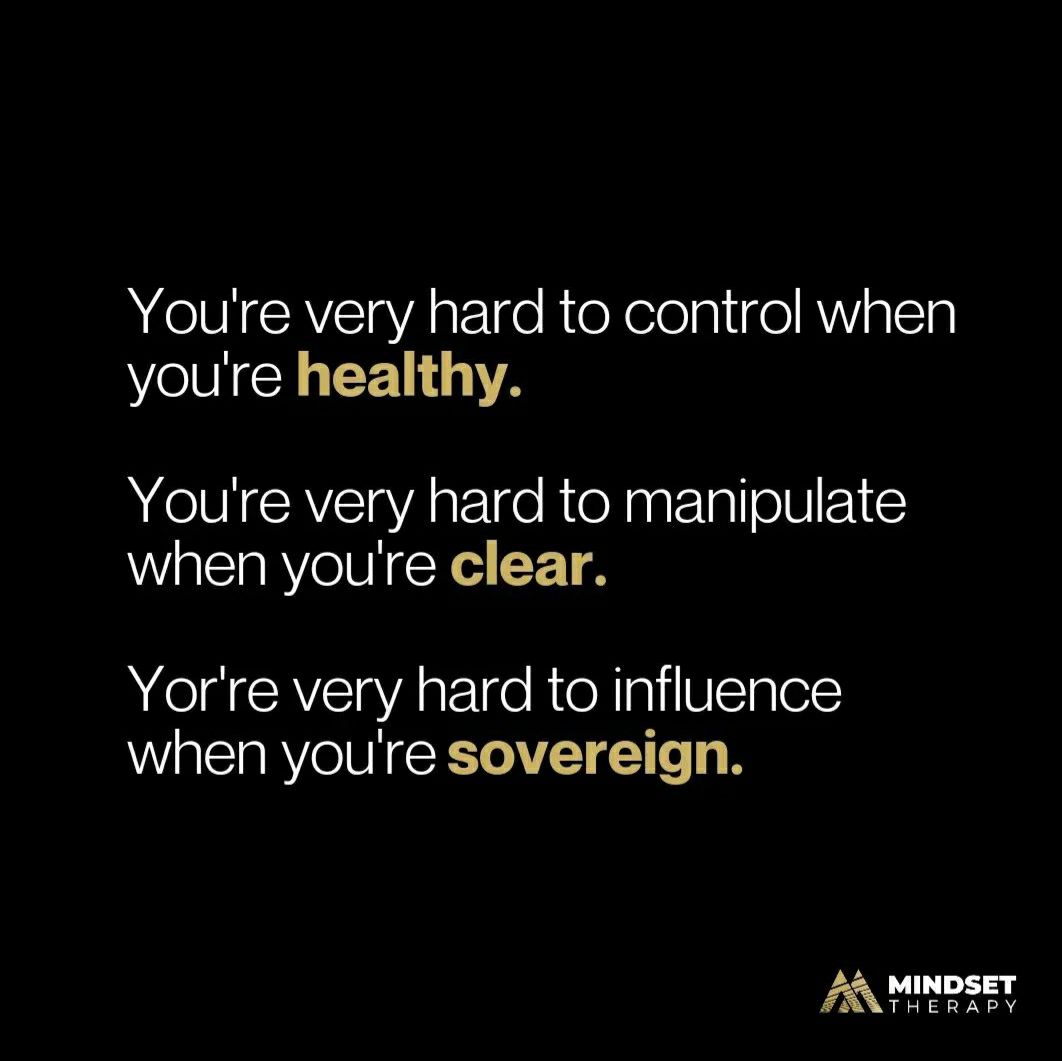 You're very hard to control when
you're healthy.
You're very hard to manipulate
when you're clear.
Yor're very hard to influence
when you're sovereign.
MINDSET
THERAPY